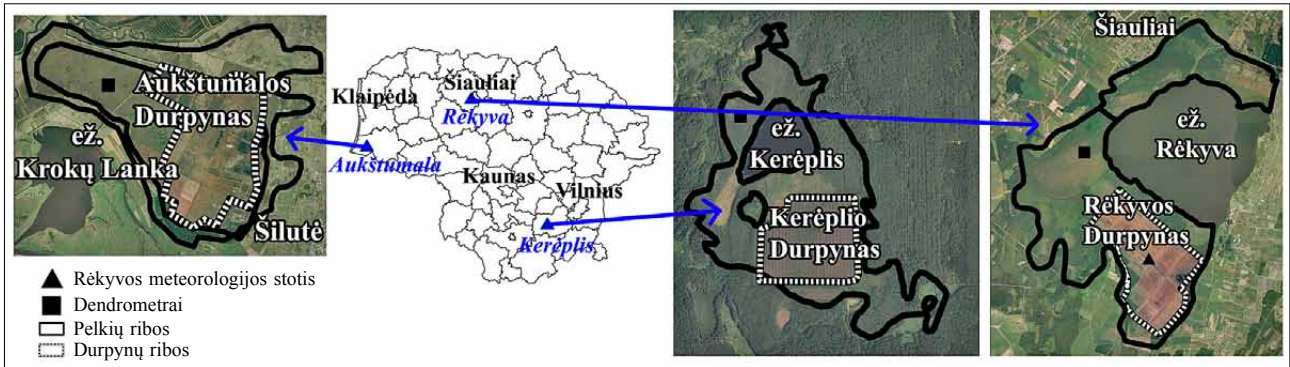 Aukštumalos
Durpynas
ež.
Krokų Lanka
Šilutė
Klaipėda
Šiauliai
Rėkyva
Aukštumala
Kaunas
Vilnius
Kerėplis
ež.
Kerėplis
Kerėplio
Durpynas
Šiauliai
ež.
Rėkyva
Rėkyvos
Durpynas
Rėkyvos meteorologijos stotis
Dendrometrai
Pelkių ribos
Durpynų ribos